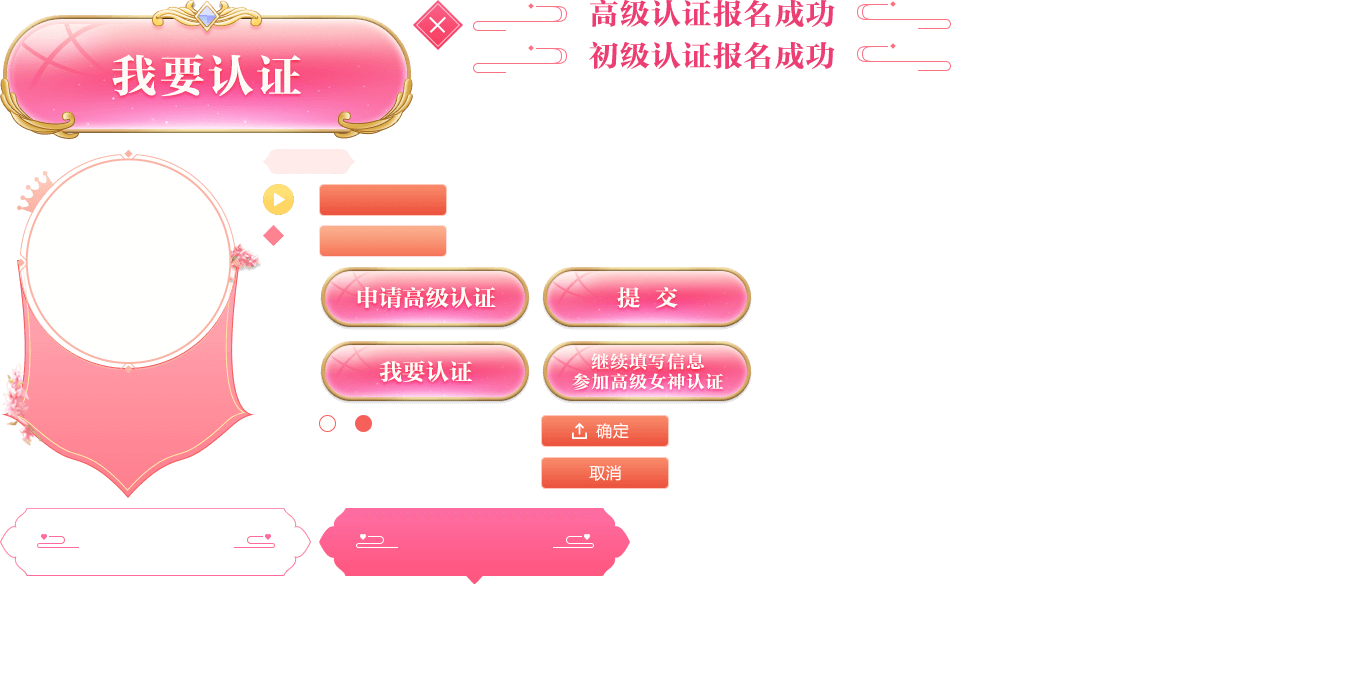 高级认证报名成功
初级认证报名成功
我要认证
申请高级认证
提 交
我要认证
继续填写信息
参加高级女神认证
确定
取消